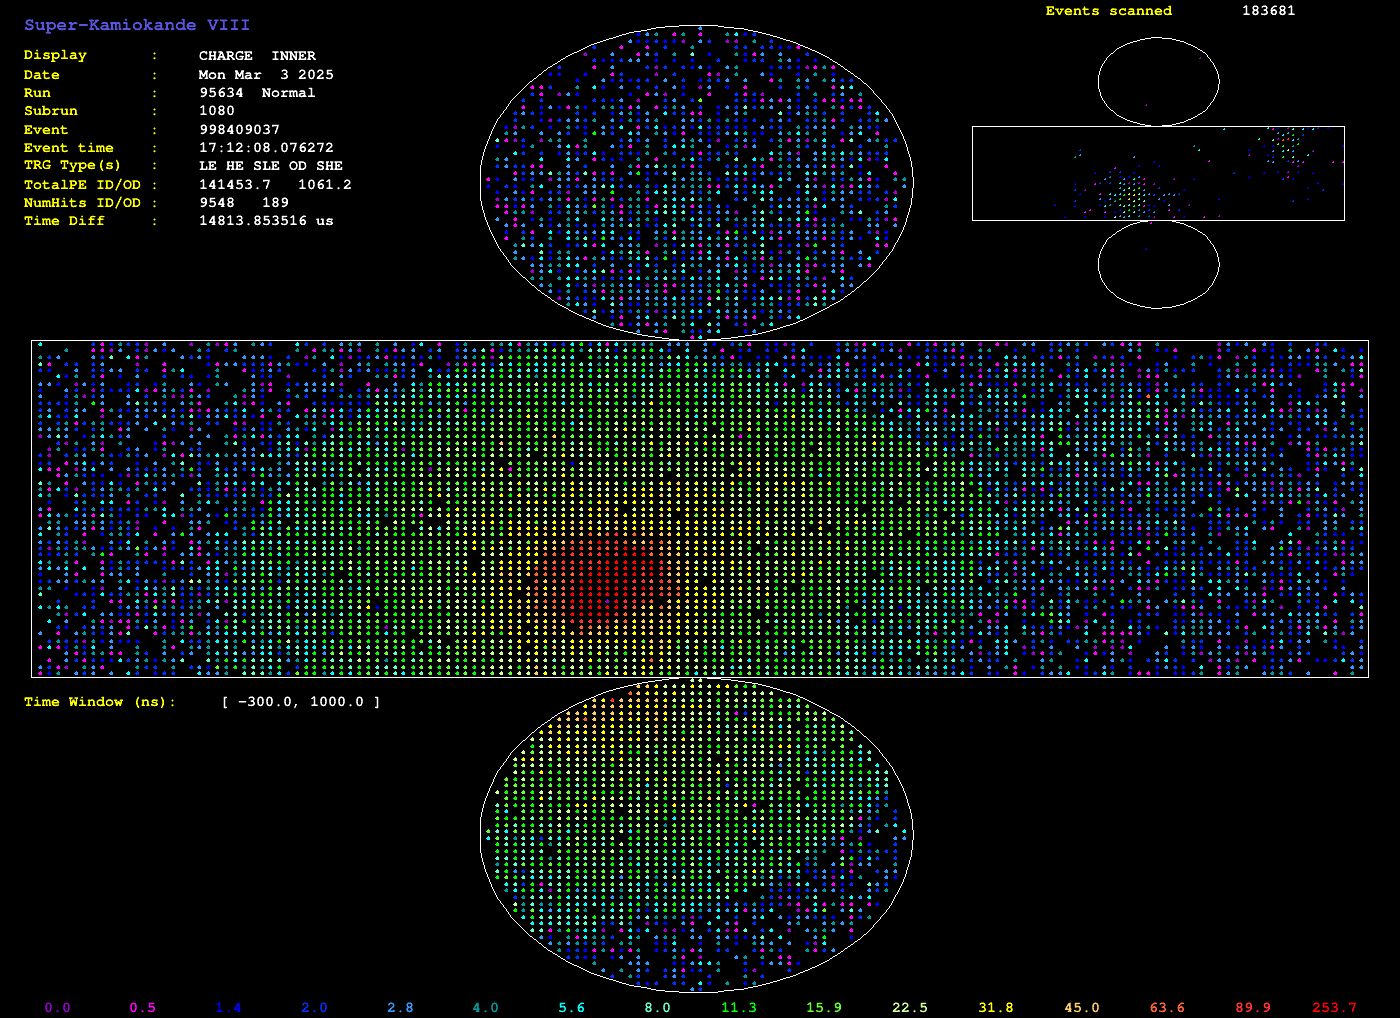 Super-Kamiokande VIII
Events scanned 183681
Display : CHARGE INNER
Date : Mon Mar 3 2025
Run : 95634 Normal
Subrun : 1080
Event : 998409037
Event time : 17:12:08.076272
TRG Type(s) : LE HE SLE OD SHE
TotalPE ID/OD : 141453.7 1061.2
NumHits ID/OD : 9548 189
Time Diff : 14813.853516 us
Time Window (ns): [ -300.0, 1000.0 ]
0.0 0.5 1.4 2.0 2.8 4.0 5.6 8.0 11.3 15.9 22.5 31.8 45.0 63.6 89.9 253.7